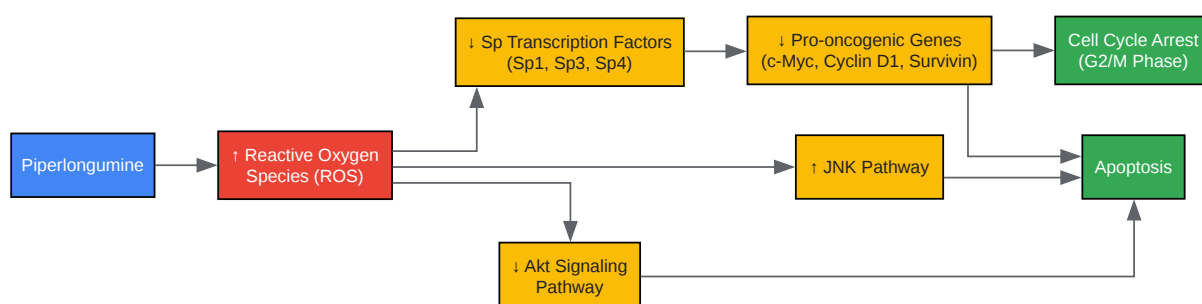 ↓ Sp Transcription Factors
(Sp1, Sp3, Sp4)
↓ Pro-oncogenic Genes
(c-Myc, Cyclin D1, Survivin)
Cell Cycle Arrest
(G2/M Phase)
Piperlongumine
↑ Reactive Oxygen
Species (ROS)
↑ JNK Pathway
Apoptosis
↓ Akt Signaling
Pathway